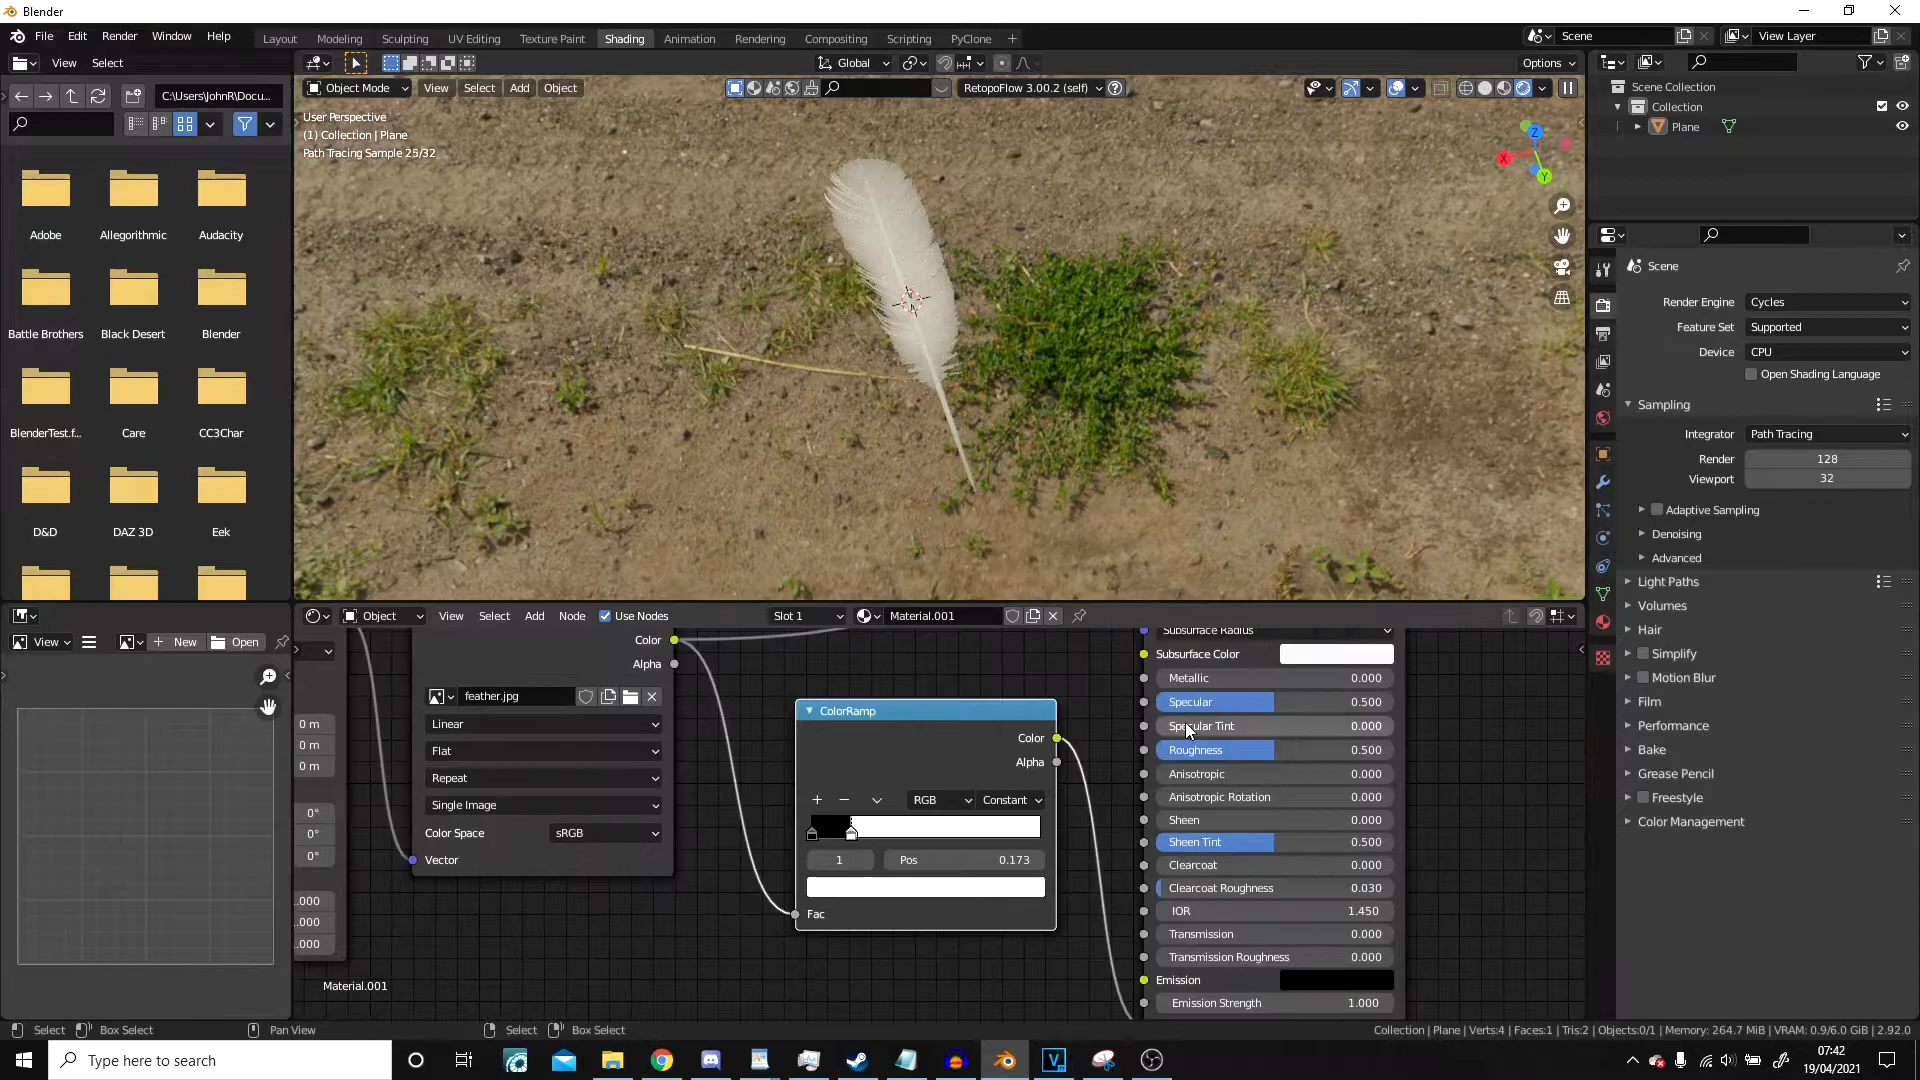 Blender
File Edit Render Window Help
Layout Modeling Sculpting UV Editing Texture Paint Shading Animation Rendering Compositing Scripting PyClone +
Scene
View Layer
View Select
Global
Options
C:\Users\JohnR\Docu...
Object Mode View Select Add Object
RetopoFlow 3.00.2 (self)
User Perspective
(1) Collection | Plane
Path Tracing Sample 25/32
Z
X
Y
Adobe Allegorithmic Audacity
Battle Brothers Black Desert Blender
BlenderTest.f... Care CC3Char
D&D DAZ 3D Eek
Scene Collection
Collection
Plane
Scene
Render Engine Cycles
Feature Set Supported
Device CPU
Open Shading Language
Sampling
Integrator Path Tracing
Render 128
Viewport 32
Adaptive Sampling
Denoising
Advanced
Light Paths
Volumes
Hair
Simplify
Motion Blur
Film
Performance
Bake
Grease Pencil
Freestyle
Color Management
View New Open
Object View Select Add Node Use Nodes Slot 1 Material.001
0 m
0 m
0 m
0°
0°
0°
.000
.000
.000
Color
Alpha
feather.jpg
Linear
Flat
Repeat
Single Image
Color Space sRGB
Vector
ColorRamp
Color
Alpha
+ − RGB Constant
1 Pos 0.173
Fac
Subsurface Radius
Subsurface Color
Metallic 0.000
Specular 0.500
Specular Tint 0.000
Roughness 0.500
Anisotropic 0.000
Anisotropic Rotation 0.000
Sheen 0.000
Sheen Tint 0.500
Clearcoat 0.000
Clearcoat Roughness 0.030
IOR 1.450
Transmission 0.000
Transmission Roughness 0.000
Emission
Emission Strength 1.000
Material.001
Select Box Select Pan View Select Box Select
Collection | Plane | Verts:4 | Faces:1 | Tris:2 | Objects:0/1 | Memory: 264.7 MiB | VRAM: 0.9/6.0 GiB | 2.92.0
Type here to search
07:42
19/04/2021